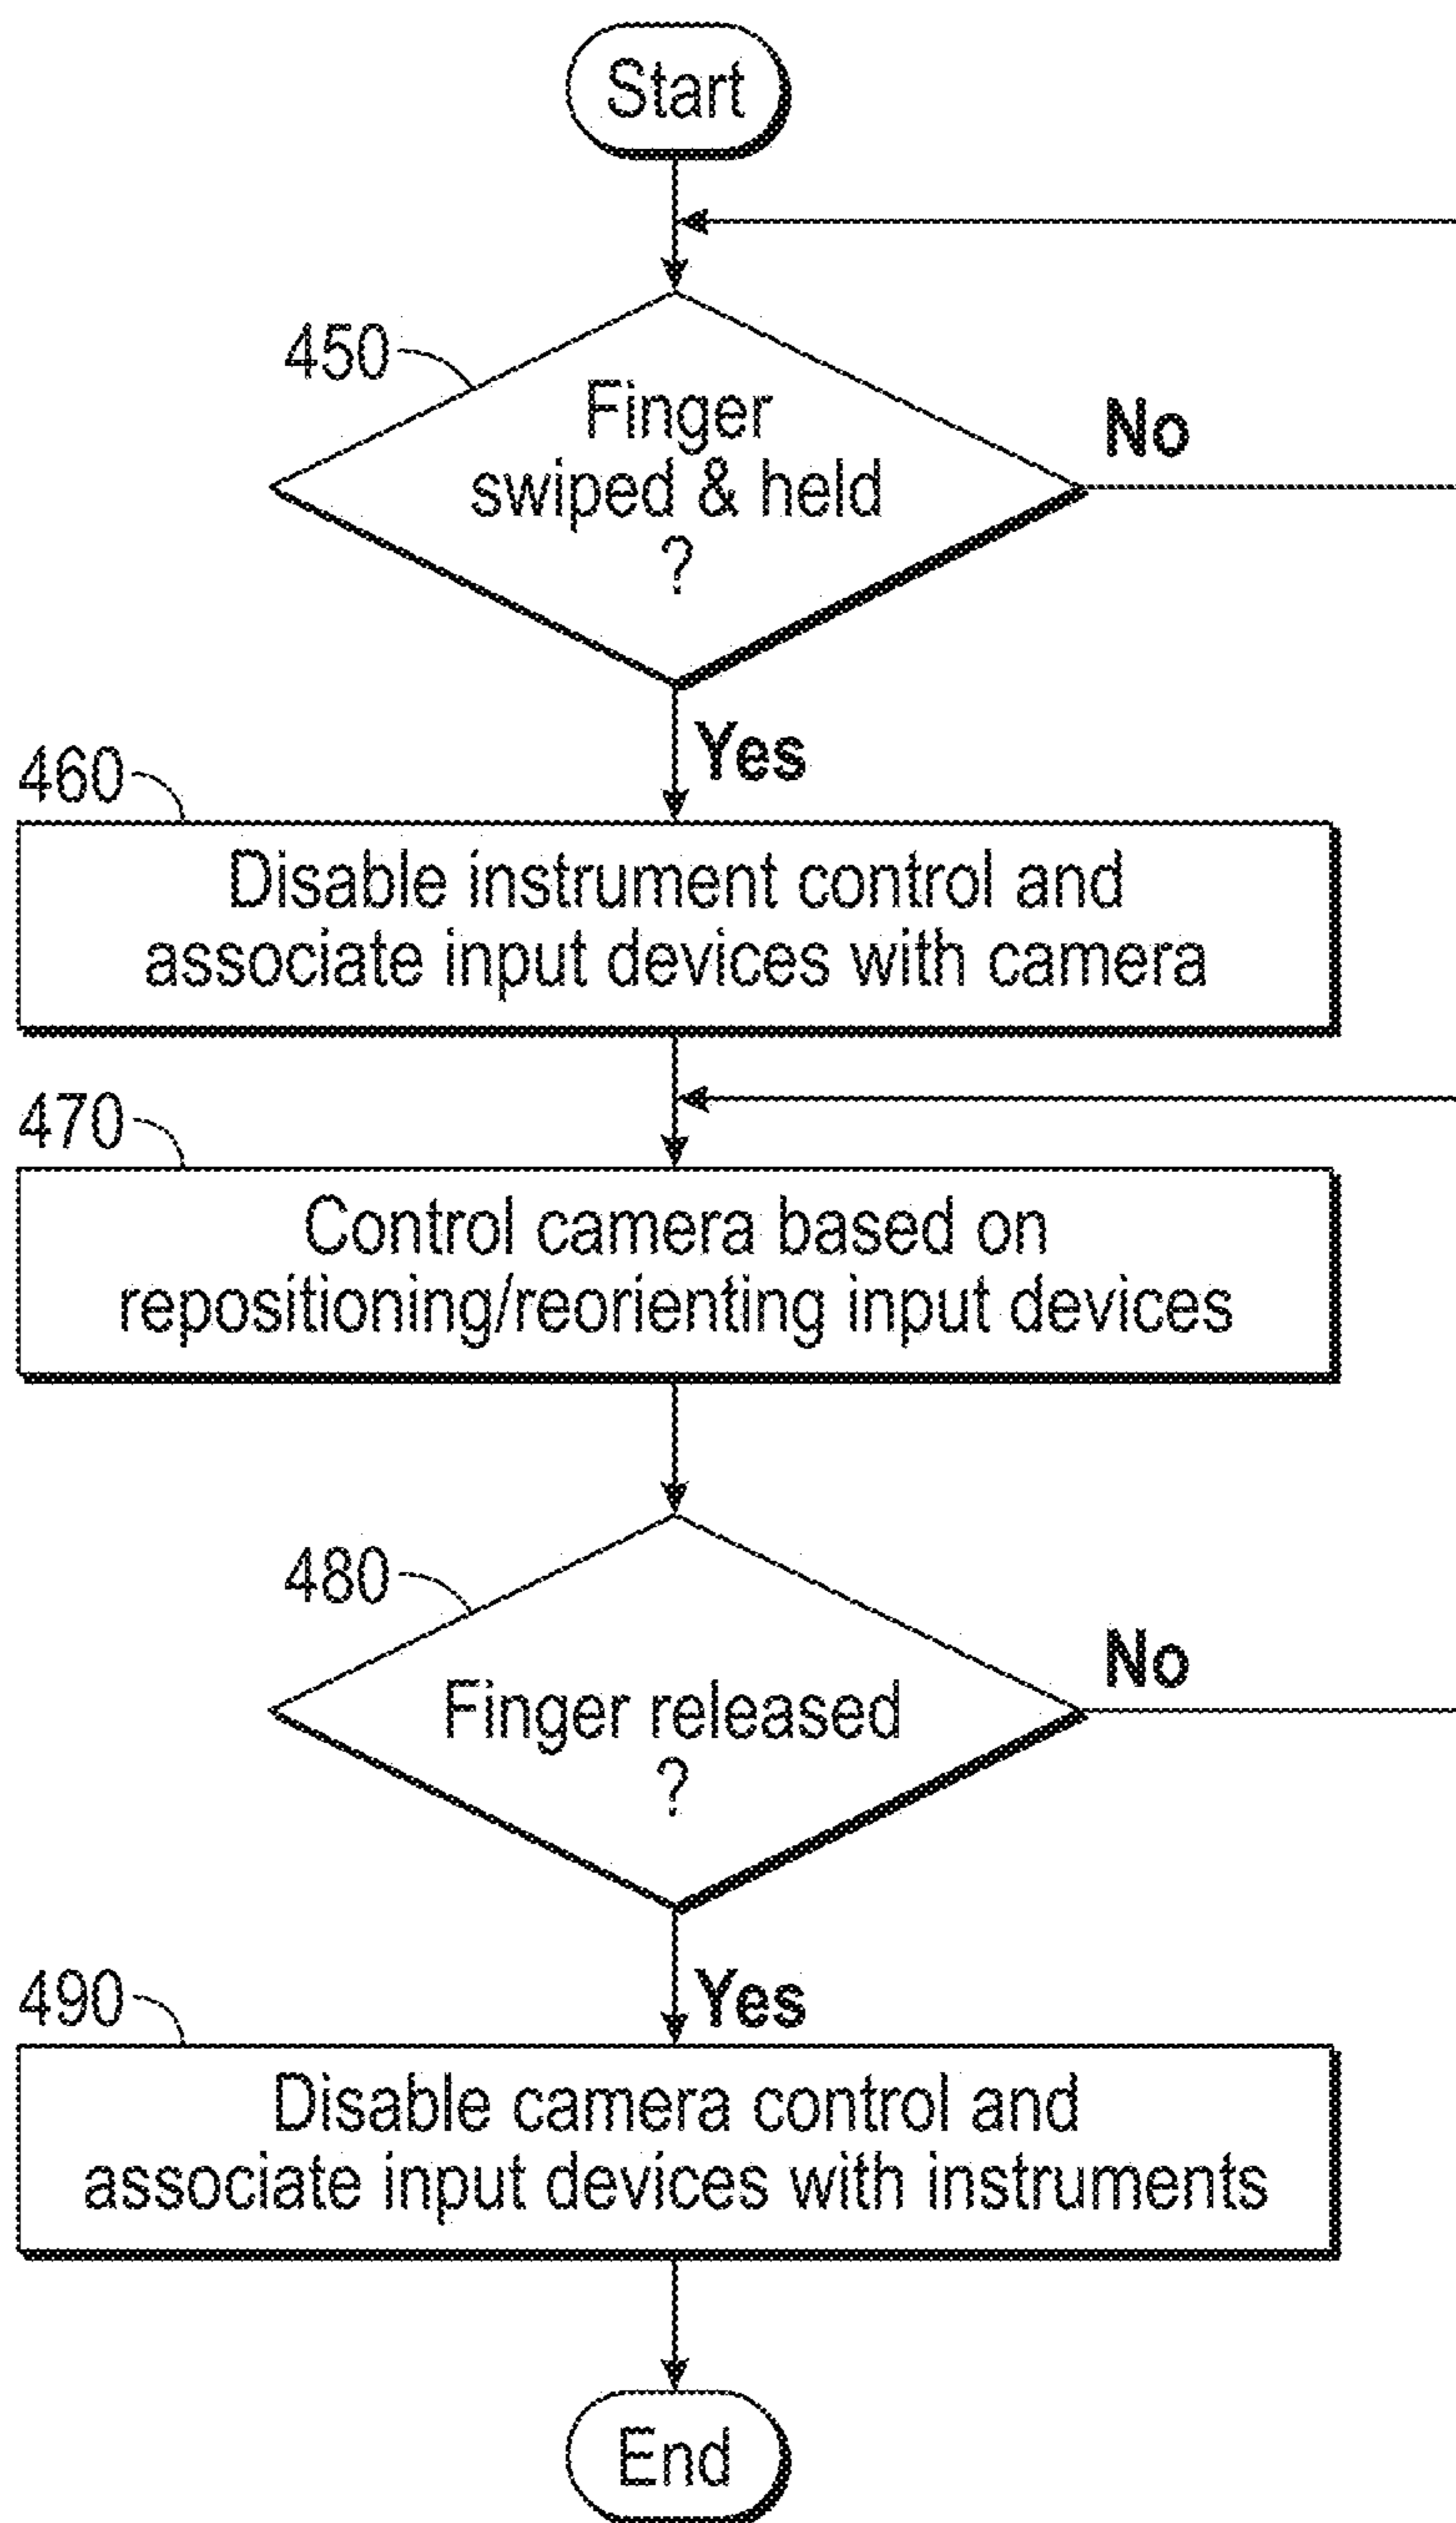 Start
450
Finger
swiped & held
?
No
Yes
460
Disable instrument control and
associate input devices with camera
470
Control camera based on
repositioning/reorienting input devices
480
Finger released
?
No
Yes
490
Disable camera control and
associate input devices with instruments
End